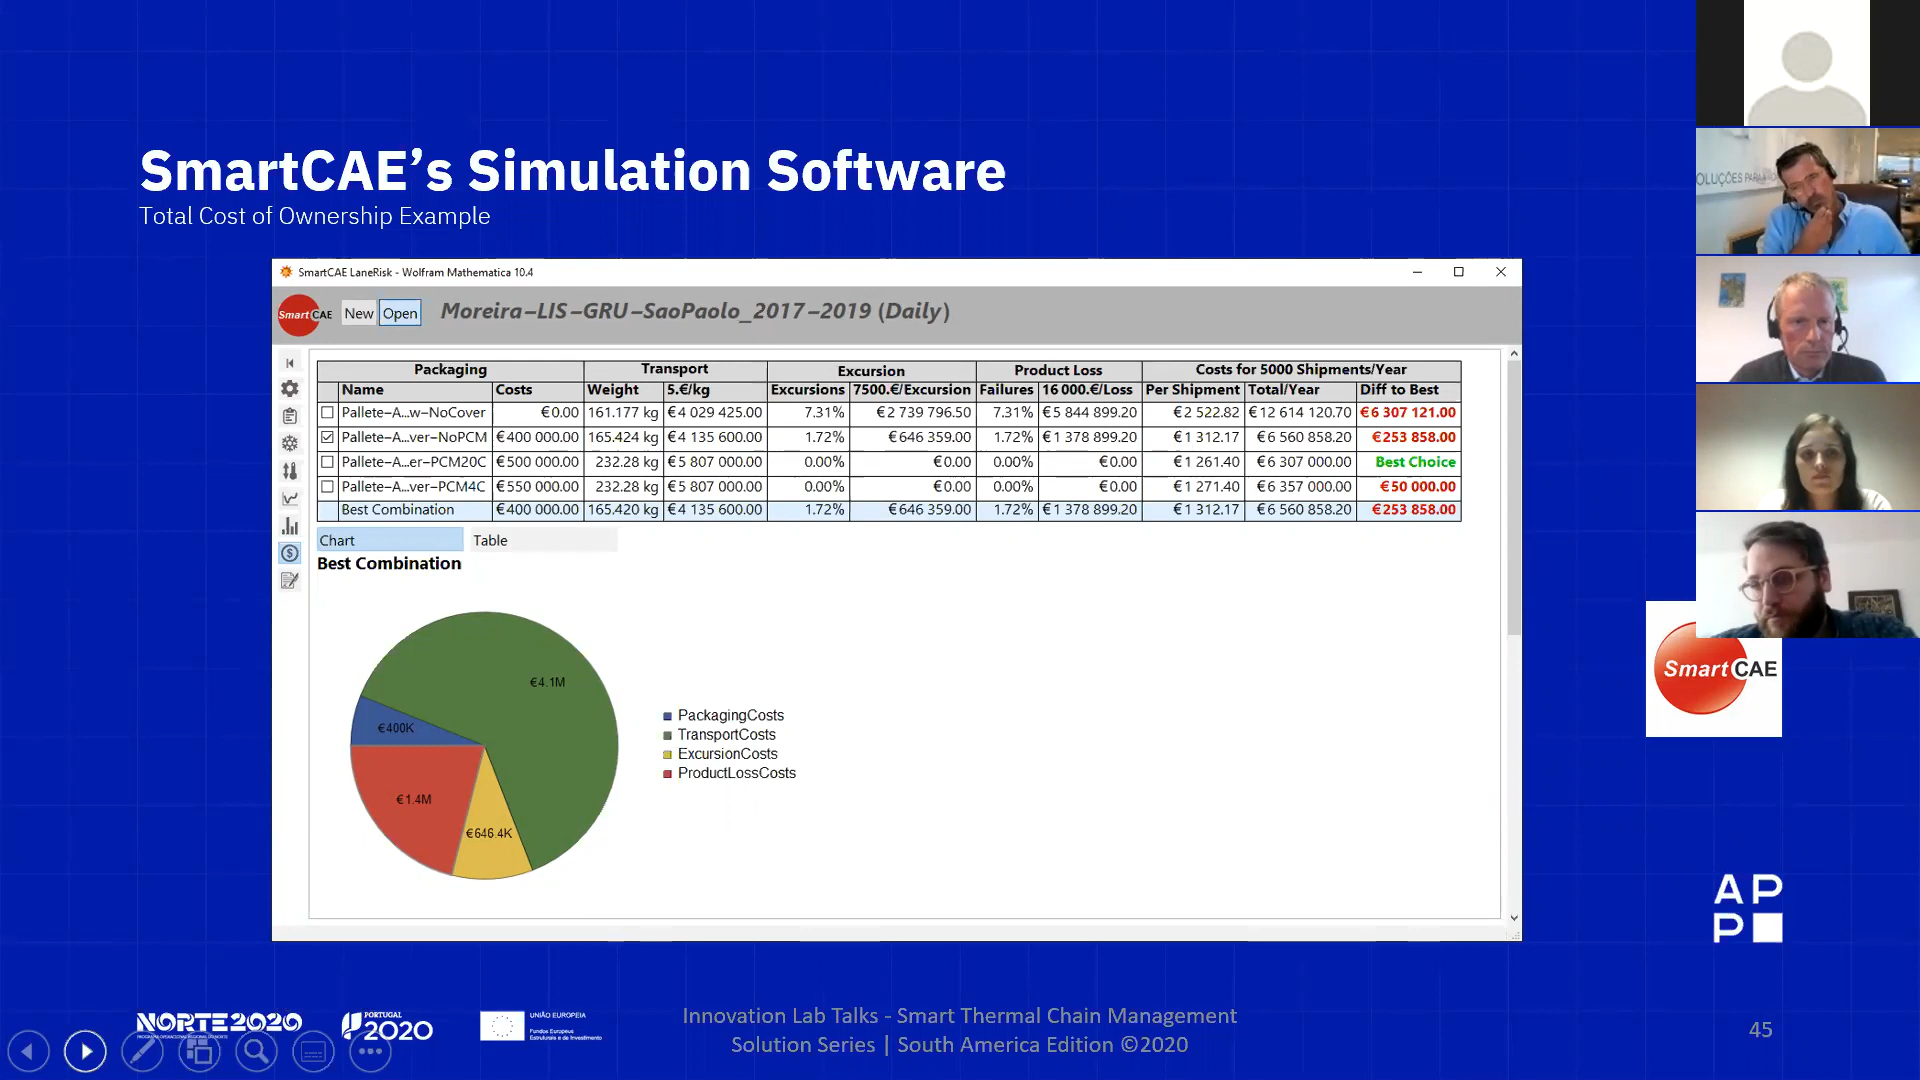 SmartCAE’s Simulation Software
Total Cost of Ownership Example
SmartCAE LaneRisk - Wolfram Mathematica 10.4
SmartCAE New Open Moreira–LIS–GRU–SaoPaolo_2017–2019 (Daily)
Packaging Transport Excursion Product Loss Costs for 5000 Shipments/Year
Name Costs Weight 5.€/kg Excursions 7500.€/Excursion Failures 16 000.€/Loss Per Shipment Total/Year Diff to Best
Pallete–A...w–NoCover €0.00 161.177 kg €4 029 425.00 7.31% €2 739 796.50 7.31% €5 844 899.20 €2 522.82 €12 614 120.70 €6 307 121.00
Pallete–A...ver–NoPCM €400 000.00 165.424 kg €4 135 600.00 1.72% €646 359.00 1.72% €1 378 899.20 €1 312.17 €6 560 858.20 €253 858.00
Pallete–A...er–PCM20C €500 000.00 232.28 kg €5 807 000.00 0.00% €0.00 0.00% €0.00 €1 261.40 €6 307 000.00 Best Choice
Pallete–A...ver–PCM4C €550 000.00 232.28 kg €5 807 000.00 0.00% €0.00 0.00% €0.00 €1 271.40 €6 357 000.00 €50 000.00
Best Combination €400 000.00 165.420 kg €4 135 600.00 1.72% €646 359.00 1.72% €1 378 899.20 €1 312.17 €6 560 858.20 €253 858.00
Chart Table
Best Combination
€4.1M
€400K
€1.4M
€646.4K
PackagingCosts
TransportCosts
ExcursionCosts
ProductLossCosts
OLUÇÕES PARA
SmartCAE
AP
P
NORTE2020
PORTUGAL
2020
UNIÃO EUROPEIA
Fundos Europeus
Estruturais e de Investimento
Innovation Lab Talks - Smart Thermal Chain Management
Solution Series | South America Edition ©2020
45